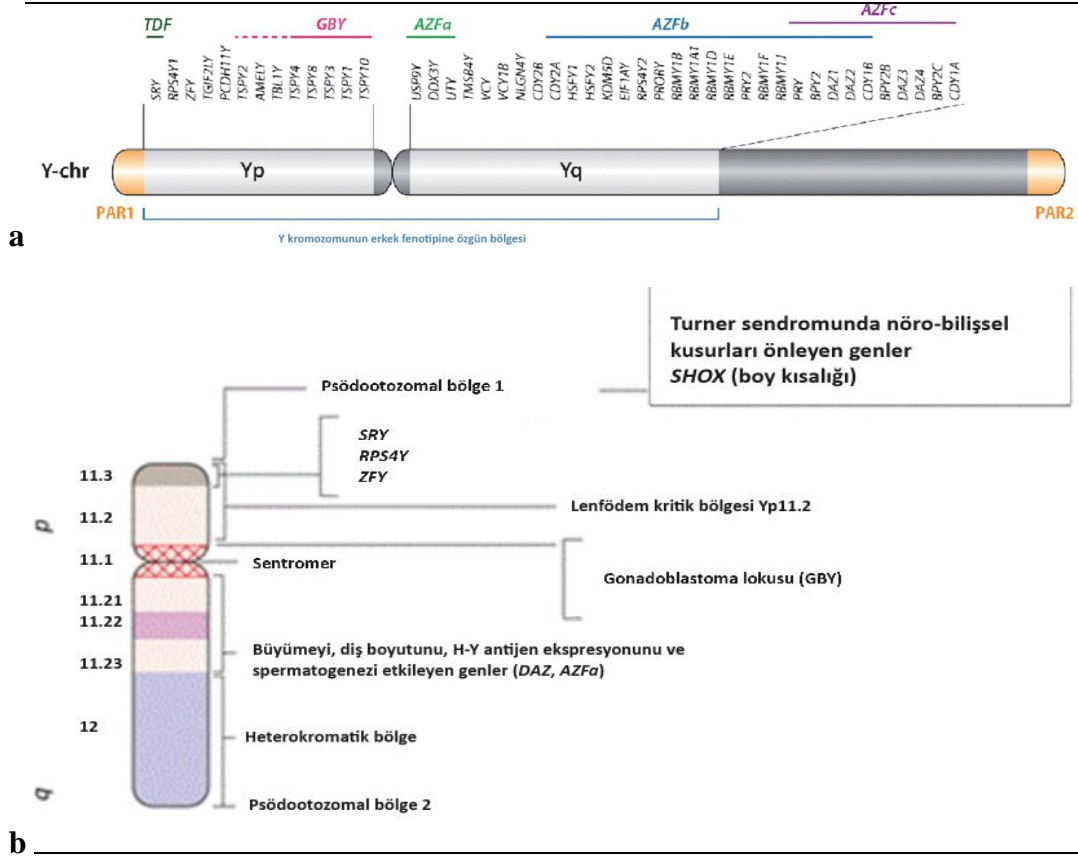 TDF GBY AZFa AZFb AZFc
SRY
RPS4Y1
ZFY
TGIF2LY
PCDH11Y
TSPY2
AMELY
TBL1Y
TSPY4
TSPY8
TSPY3
TSPY1
TSPY10
USP9Y
DDX3Y
UTY
TMSB4Y
VCY
VCY1B
NLGN4Y
CDY2B
CDY2A
HSFY1
HSFY2
KDM5D
EIF1AY
RPS4Y2
PRORY
RBMY1B
RBMY1A1
RBMY1D
RBMY1E
PRY2
RBMY1F
RBMY1J
PRY
BPY2
DAZ1
DAZ2
CDY1B
BPY2B
DAZ3
DAZ4
BPY2C
CDY1A
Y-chr Yp Yq
PAR1 PAR2
Y kromozomunun erkek fenotipine özgün bölgesi
a
Turner sendromunda nöro-bilişsel
kusurları önleyen genler
SHOX (boy kısalığı)
Psödootozomal bölge 1
SRY
RPS4Y
ZFY
11.3
p
11.2
Lenfödem kritik bölgesi Yp11.2
11.1
Sentromer
Gonadoblastoma lokusu (GBY)
11.21
11.22
11.23
Büyümeyi, diş boyutunu, H-Y antijen ekspresyonunu ve
spermatogenezi etkileyen genler (DAZ, AZFa)
12
Heterokromatik bölge
q
Psödootozomal bölge 2
b